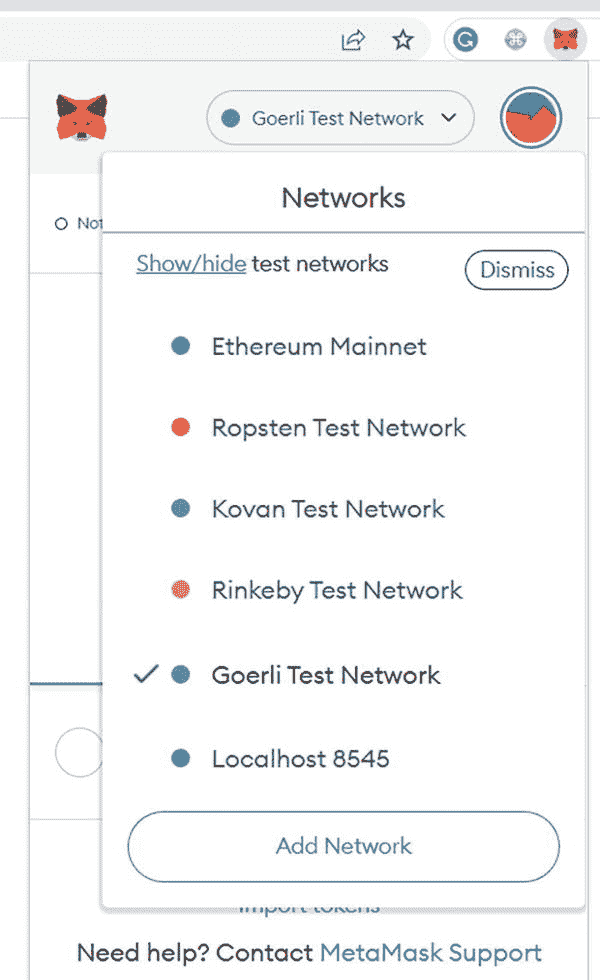 Goerli Test Network
Networks
Not
Show/hide test networks
Dismiss
Ethereum Mainnet
Ropsten Test Network
Kovan Test Network
Rinkeby Test Network
Goerli Test Network
Localhost 8545
Add Network
Import tokens
Need help? Contact MetaMask Support